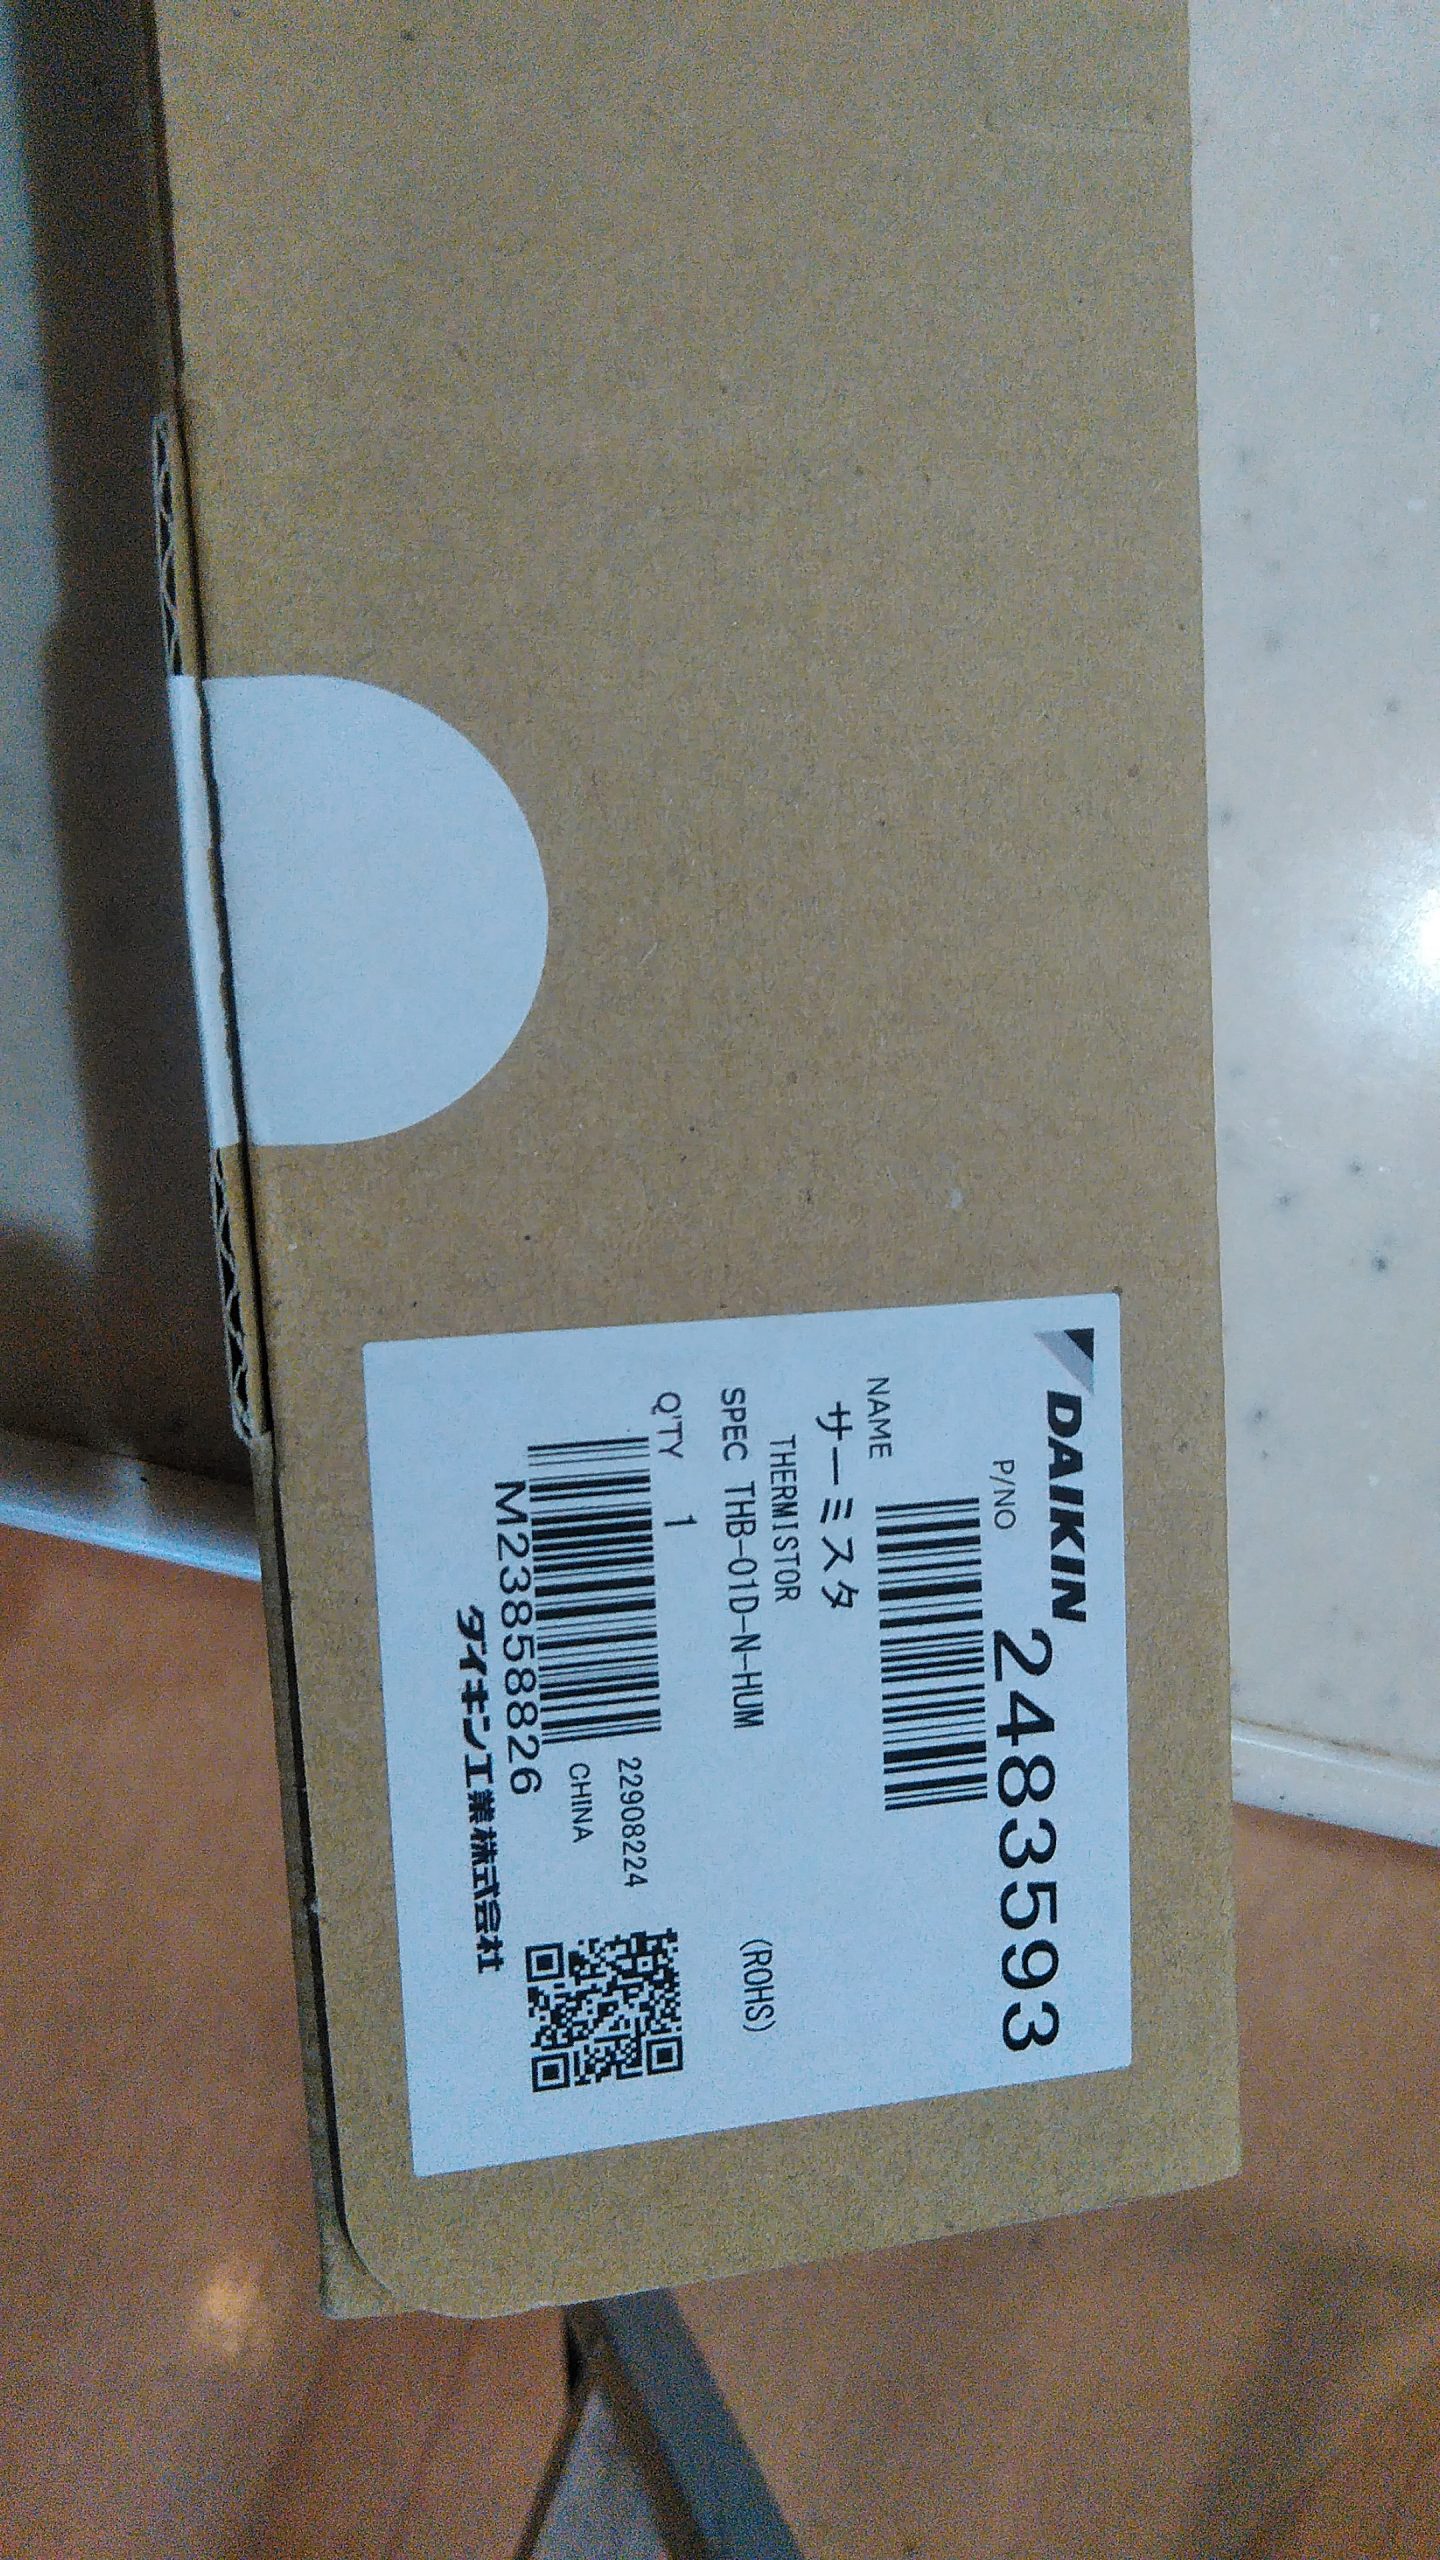 DAIKIN
P/NO 2483593
NAME
サーミスタ
THERMISTOR
SPEC THB-01D-N-HUM (ROHS)
Q'TY 1
22908224
CHINA
M23858826
ダイキン工業株式会社